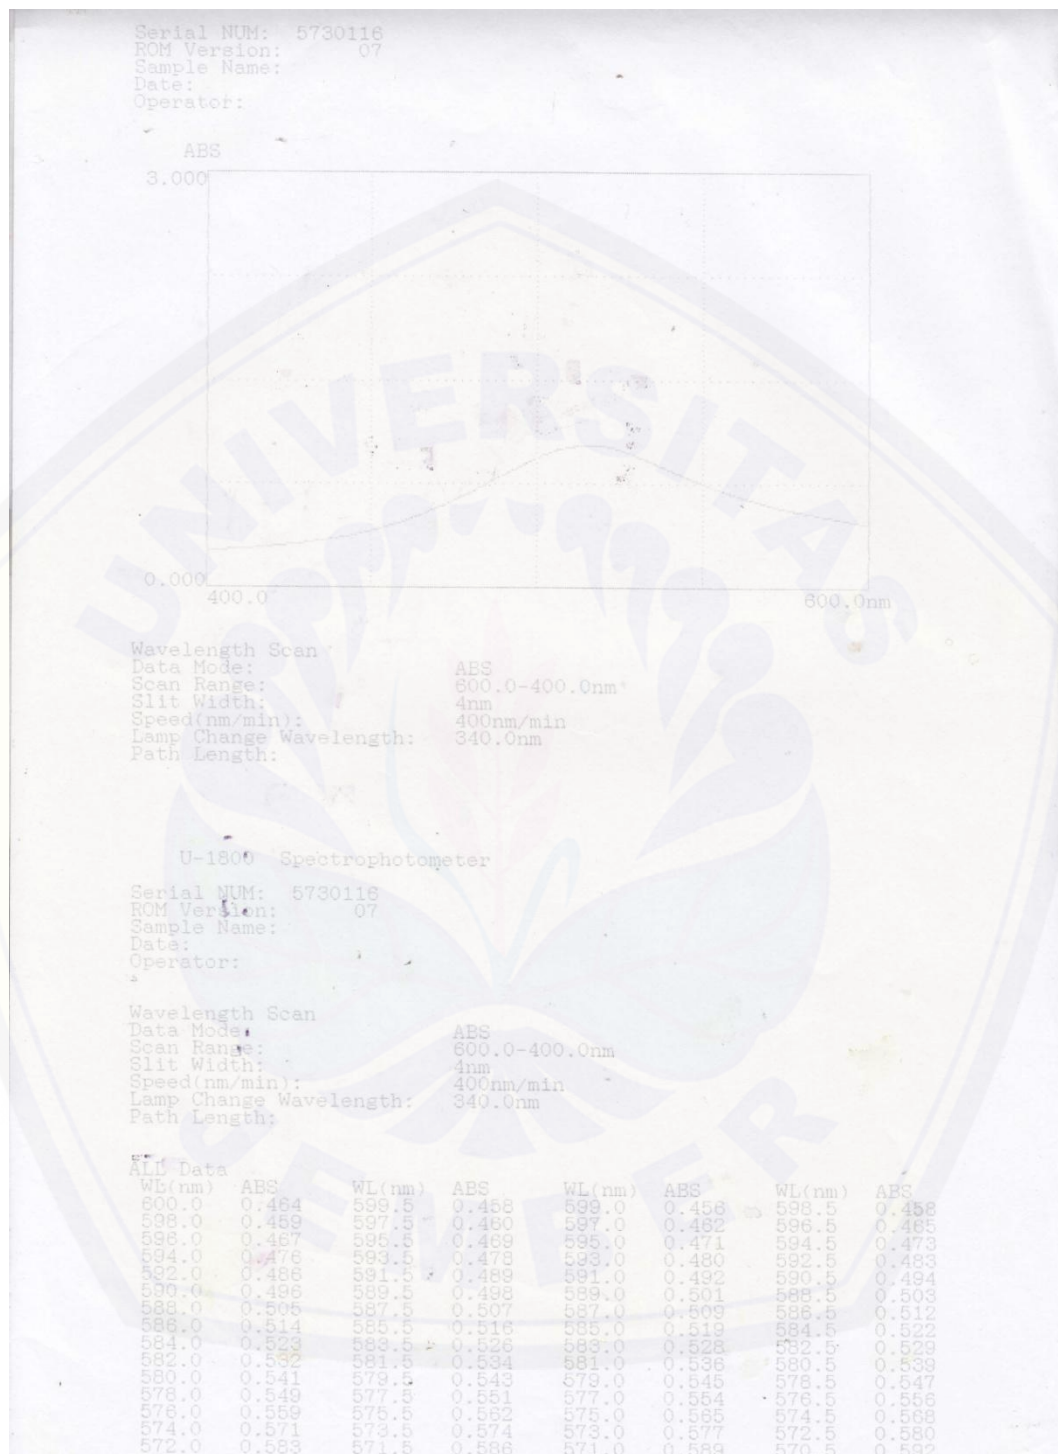 Serial NUM: 5730116
ROM Version: 07
Sample Name:
Date:
Operator:
ABS
3.000
0.000
400.0 600.0nm
Wavelength Scan
Data Mode: ABS
Scan Range: 600.0-400.0nm
Slit Width: 4nm
Speed(nm/min): 400nm/min
Lamp Change Wavelength: 340.0nm
Path Length:
U-1800 Spectrophotometer
Serial NUM: 5730116
ROM Version: 07
Sample Name:
Date:
Operator:
Wavelength Scan
Data Mode: ABS
Scan Range: 600.0-400.0nm
Slit Width: 4nm
Speed(nm/min): 400nm/min
Lamp Change Wavelength: 340.0nm
Path Length:
ALL Data
WL(nm) ABS WL(nm) ABS WL(nm) ABS WL(nm) ABS
600.0 0.464 599.5 0.458 599.0 0.456 598.5 0.458
598.0 0.459 597.5 0.460 597.0 0.462 596.5 0.465
596.0 0.467 595.5 0.469 595.0 0.471 594.5 0.473
594.0 0.476 593.5 0.478 593.0 0.480 592.5 0.483
592.0 0.486 591.5 0.489 591.0 0.492 590.5 0.494
590.0 0.496 589.5 0.498 589.0 0.501 588.5 0.503
588.0 0.505 587.5 0.507 587.0 0.509 586.5 0.512
586.0 0.514 585.5 0.516 585.0 0.519 584.5 0.522
584.0 0.523 583.5 0.526 583.0 0.528 582.5 0.529
582.0 0.532 581.5 0.534 581.0 0.536 580.5 0.539
580.0 0.541 579.5 0.543 579.0 0.545 578.5 0.547
578.0 0.549 577.5 0.551 577.0 0.554 576.5 0.556
576.0 0.559 575.5 0.562 575.0 0.565 574.5 0.568
574.0 0.571 573.5 0.574 573.0 0.577 572.5 0.580
572.0 0.583 571.5 0.586 571.0 0.589 570.5
UNIVERSITAS
JEMBER